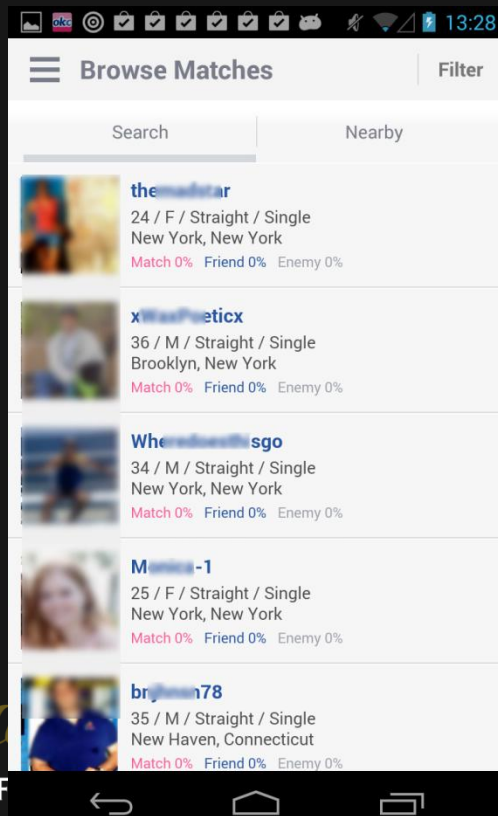 okc
13:28
Browse Matches
Filter
Search
Nearby
24 / F / Straight / Single
New York, New York
Match 0% Friend 0% Enemy 0%
36 / M / Straight / Single
Brooklyn, New York
Match 0% Friend 0% Enemy 0%
34 / M / Straight / Single
New York, New York
Match 0% Friend 0% Enemy 0%
25 / F / Straight / Single
New York, New York
Match 0% Friend 0% Enemy 0%
35 / M / Straight / Single
New Haven, Connecticut
Match 0% Friend 0% Enemy 0%